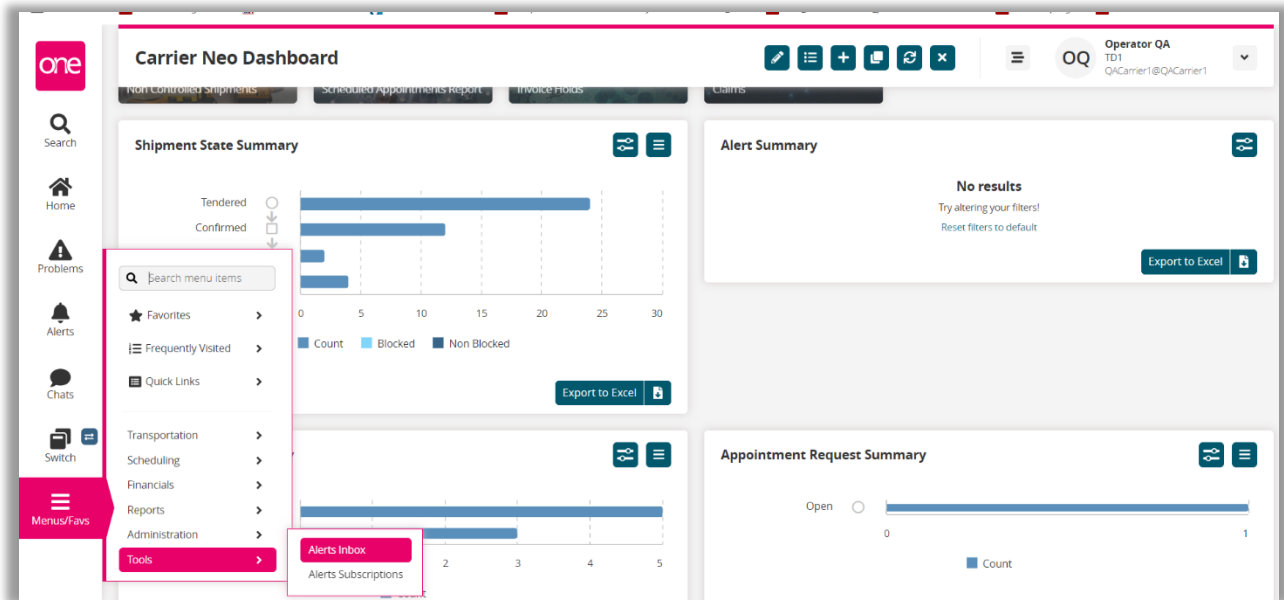 one
Search
Home
Problems
Alerts
Chats
Switch
Menus/Favs
Carrier Neo Dashboard
OQ
Operator QA
TD1
QACarrier1@QACarrier1
Non Controlled Shipments
Scheduled Appointments Report
Invoice Holds
Claims
Shipment State Summary
Tendered
Confirmed
0 5 10 15 20 25 30
Count Blocked Non Blocked
Export to Excel
Alert Summary
No results
Try altering your filters!
Reset filters to default
Export to Excel
Search menu items
Favorites
Frequently Visited
Quick Links
Transportation
Scheduling
Financials
Reports
Administration
Tools
Alerts Inbox
Alerts Subscriptions
2 3 4 5
Count
Appointment Request Summary
Open
0 1
Count